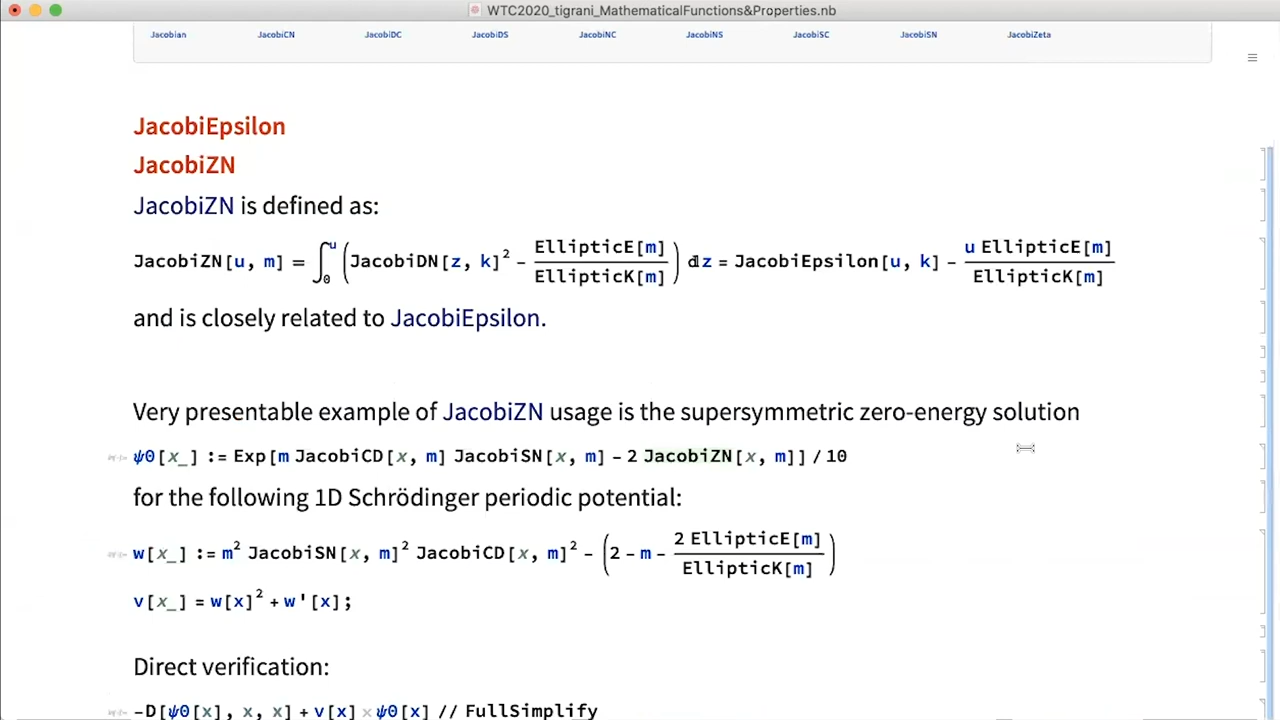 WTC2020_tigrani_MathematicalFunctions&Properties.nb
Jacobian JacobiCN JacobiDC JacobiDS JacobiNC JacobiNS JacobiSC JacobiSN JacobiZeta
JacobiEpsilon
JacobiZN
JacobiZN is defined as:
JacobiZN[u, m] = ∫₀ᵘ (JacobiDN[z, k]² - EllipticE[m] / EllipticK[m]) ⅆz = JacobiEpsilon[u, k] - u EllipticE[m] / EllipticK[m]
and is closely related to JacobiEpsilon.
Very presentable example of JacobiZN usage is the supersymmetric zero-energy solution
ψ0[x_] := Exp[m JacobiCD[x, m] JacobiSN[x, m] - 2 JacobiZN[x, m]] / 10
for the following 1D Schrödinger periodic potential:
w[x_] := m² JacobiSN[x, m]² JacobiCD[x, m]² - (2 - m - 2 EllipticE[m] / EllipticK[m])
v[x_] = w[x]² + w'[x];
Direct verification:
-D[ψ0[x], x, x] + v[x] × ψ0[x] // FullSimplify